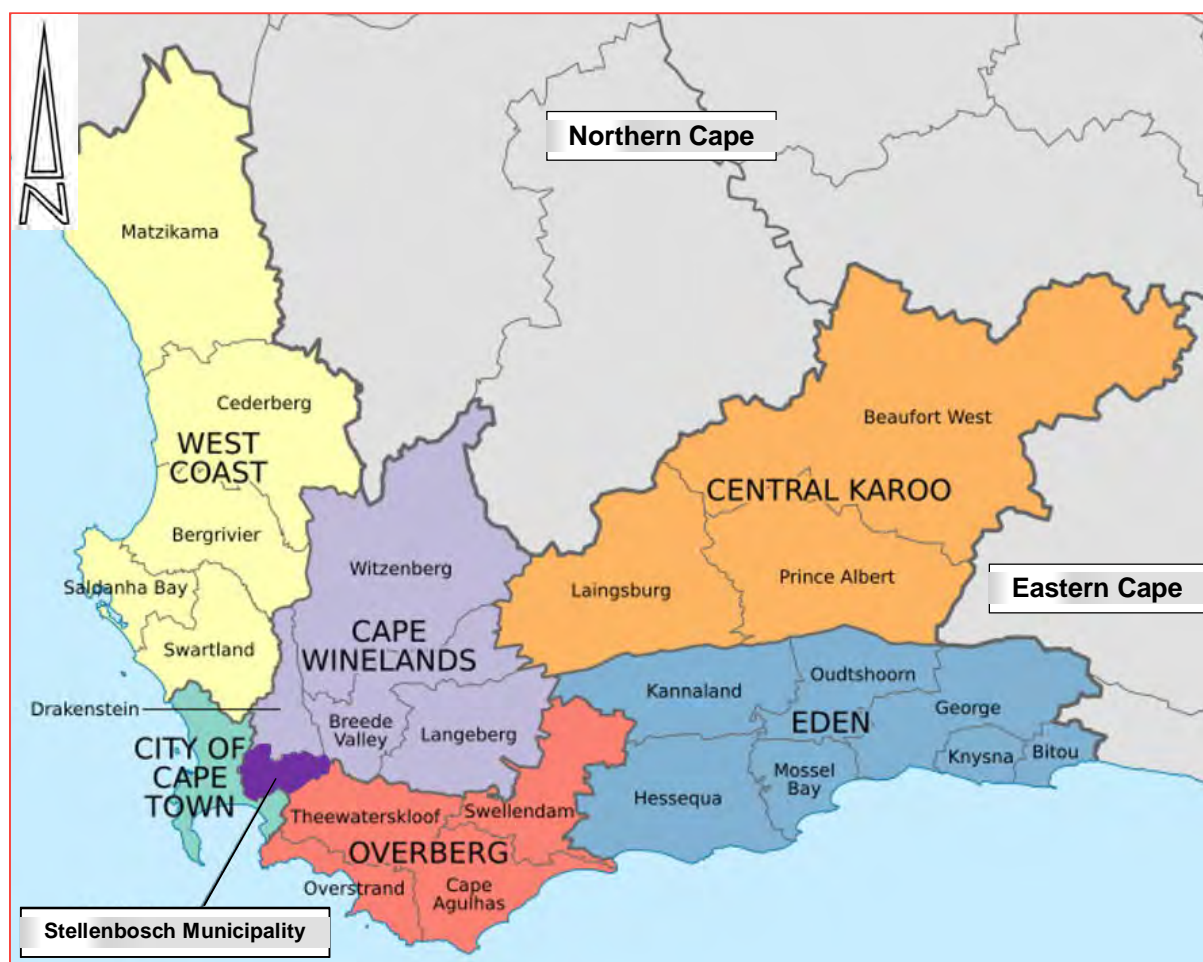 N
Northern Cape
Matzikama
Cederberg
WEST
COAST
Beaufort West
CENTRAL KAROO
Bergrivier
Witzenberg
Saldanha Bay
Laingsburg
Prince Albert
Eastern Cape
Swartland
CAPE
WINELANDS
Oudtshoorn
Kannaland
Drakenstein
Breede
Valley
Langeberg
EDEN
George
CITY OF
CAPE
TOWN
Knysna
Bitou
Mossel
Bay
Hessequa
Theewaterskloof
Swellendam
OVERBERG
Overstrand
Cape
Agulhas
Stellenbosch Municipality